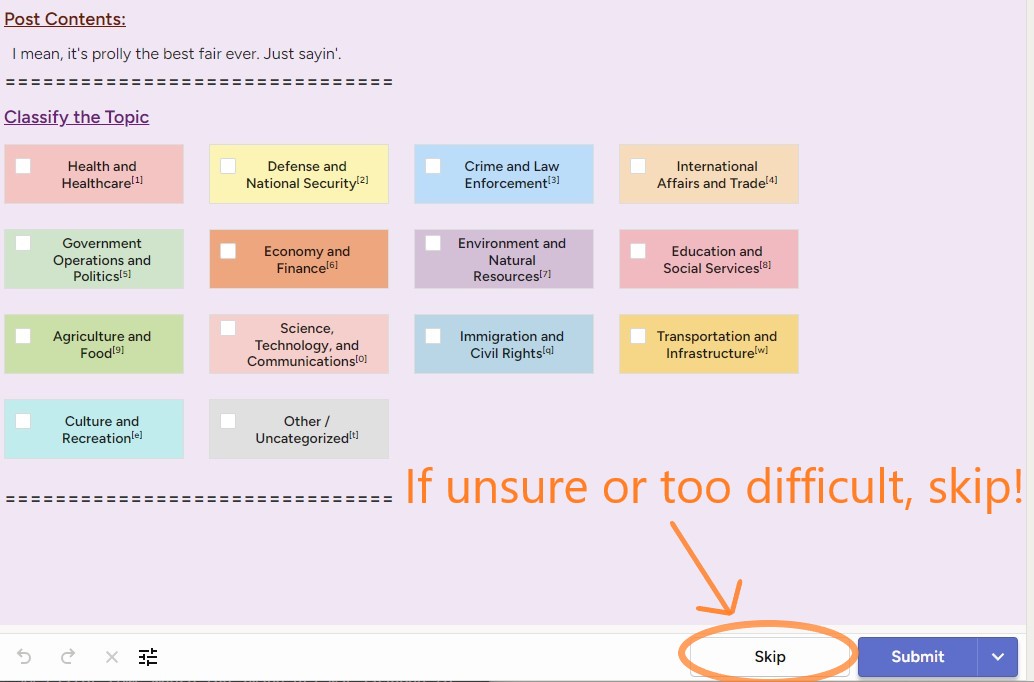 Post Contents:
I mean, it's prolly the best fair ever. Just sayin'.
===============================
Classify the Topic
Health and
Healthcare[1]
Defense and
National Security[2]
Crime and Law
Enforcement[3]
International
Affairs and Trade[4]
Government
Operations and
Politics[5]
Economy and
Finance[6]
Environment and
Natural
Resources[7]
Education and
Social Services[8]
Agriculture and
Food[9]
Science,
Technology, and
Communications[0]
Immigration and
Civil Rights[q]
Transportation and
Infrastructure[w]
Culture and
Recreation[e]
Other /
Uncategorized[t]
===============================
If unsure or too difficult, skip!
Skip
Submit